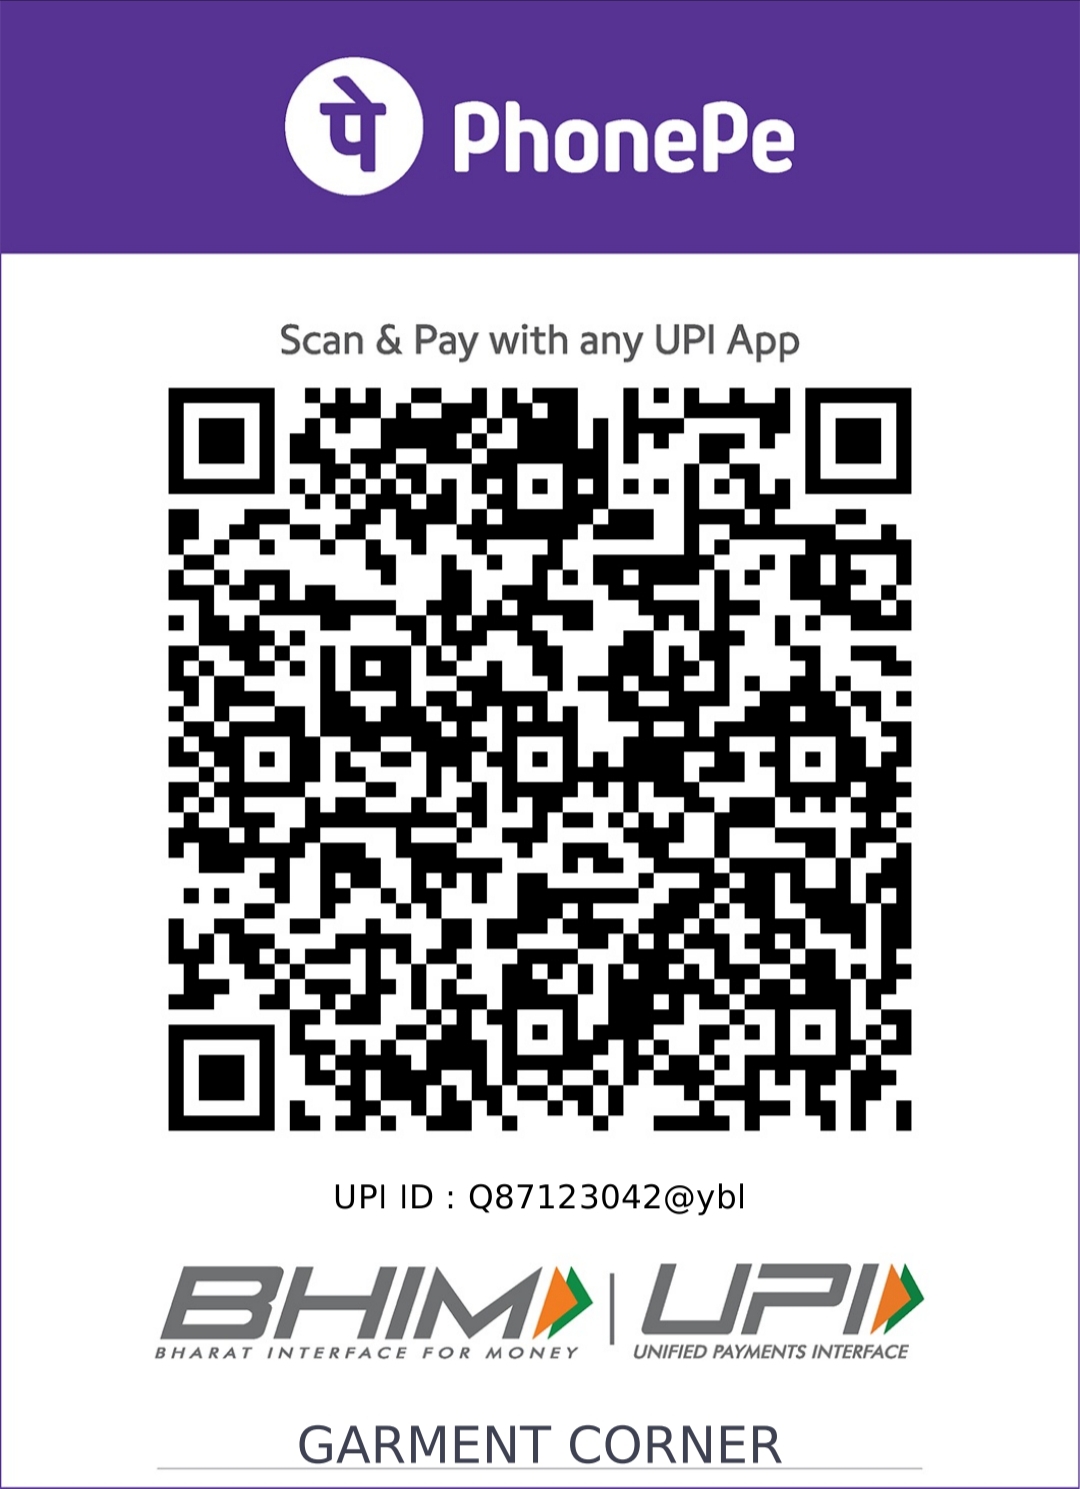 पे PhonePe
Scan & Pay with any UPI App
UPI ID : Q87123042@ybl
BHIM | UPI
BHARAT INTERFACE FOR MONEY UNIFIED PAYMENTS INTERFACE
GARMENT CORNER